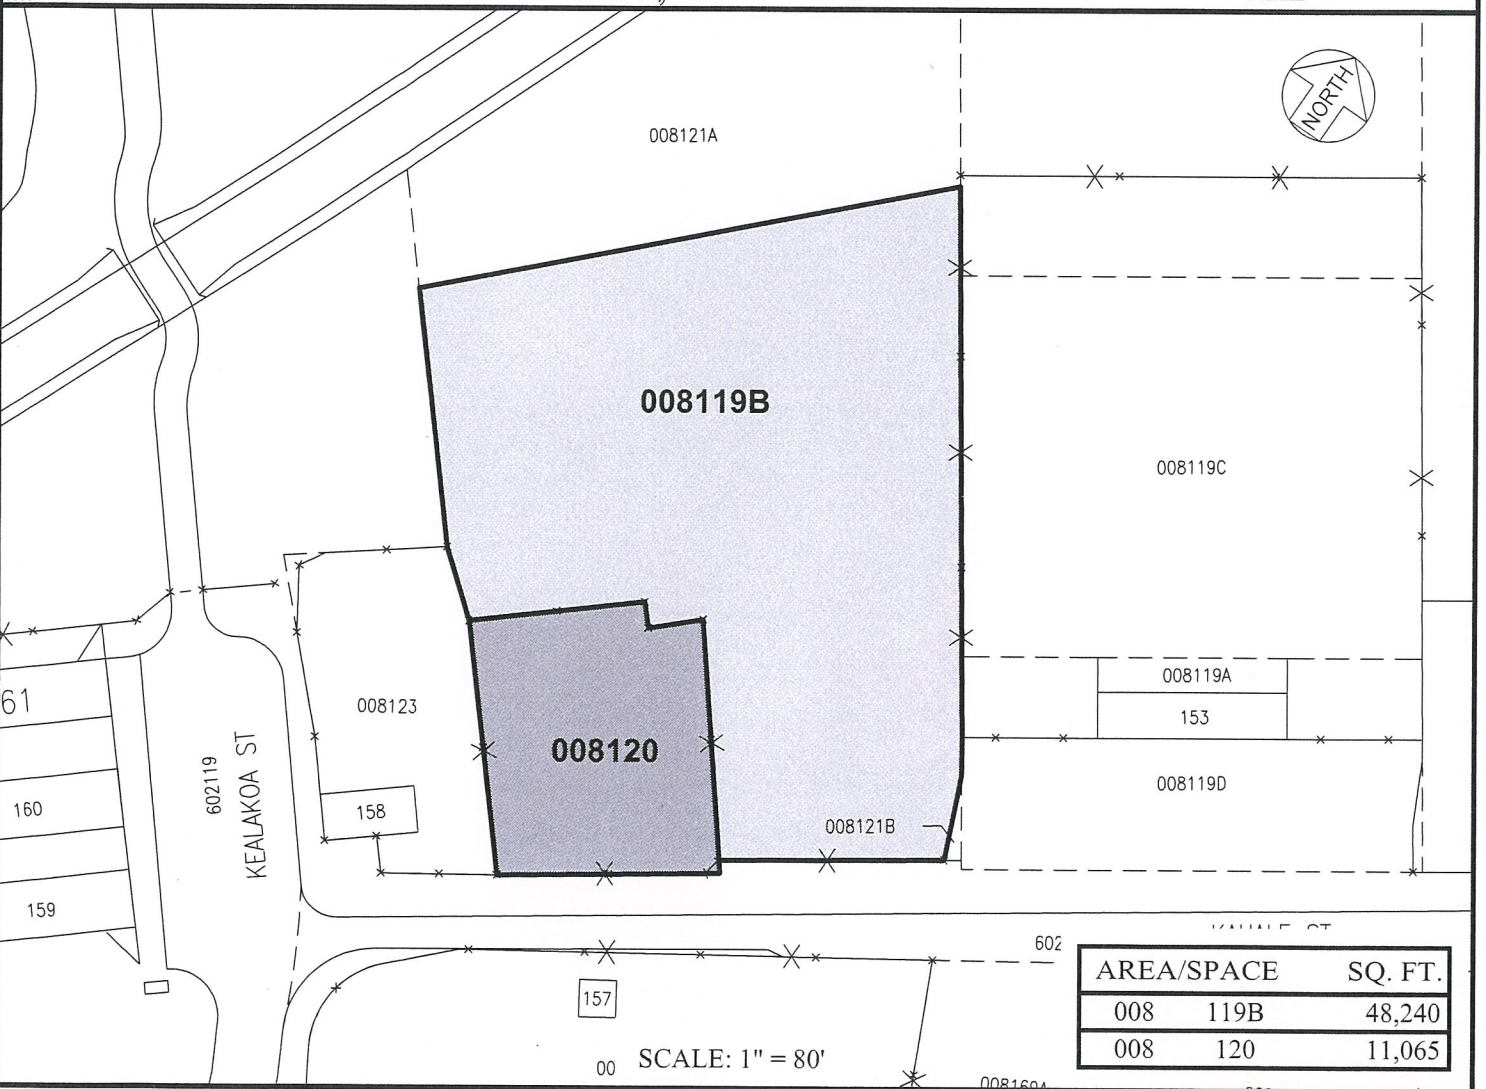 008121A
NORTH
008119B
008119C
008119A
153
008123
008120
008119D
61
602119
KEALAKOA ST
158
160
008121B
159
602
AREA/SPACE SQ. FT.
008 119B 48,240
008 120 11,065
157
00 SCALE: 1" = 80'